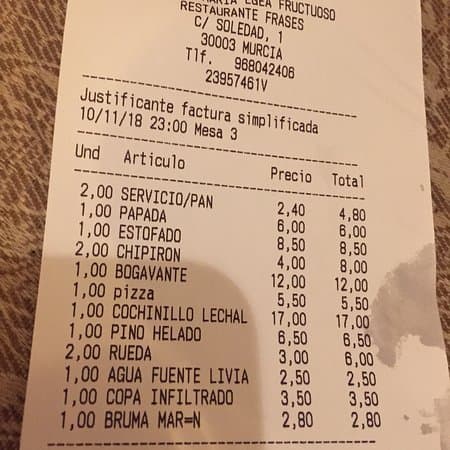 MARIA EGEA FRUCTUOSO
RESTAURANTE FRASES
C/ SOLEDAD, 1
30003 MURCIA
Tlf. 968042406
23957461V
Justificante factura simplificada
10/11/18 23:00 Mesa 3
Und Articulo Precio Total
2,00 SERVICIO/PAN 2,40 4,80
1,00 PAPADA 6,00 6,00
1,00 ESTOFADO 8,50 8,50
2,00 CHIPIRON 4,00 8,00
1,00 BOGAVANTE 12,00 12,00
1,00 pizza 5,50 5,50
1,00 COCHINILLO LECHAL 17,00 17,00
1,00 PINO HELADO 6,50 6,50
2,00 RUEDA 3,00 6,00
1,00 AGUA FUENTE LIVIA 2,50 2,50
1,00 COPA INFILTRADO 3,50 3,50
1,00 BRUMA MAR=N 2,80 2,80